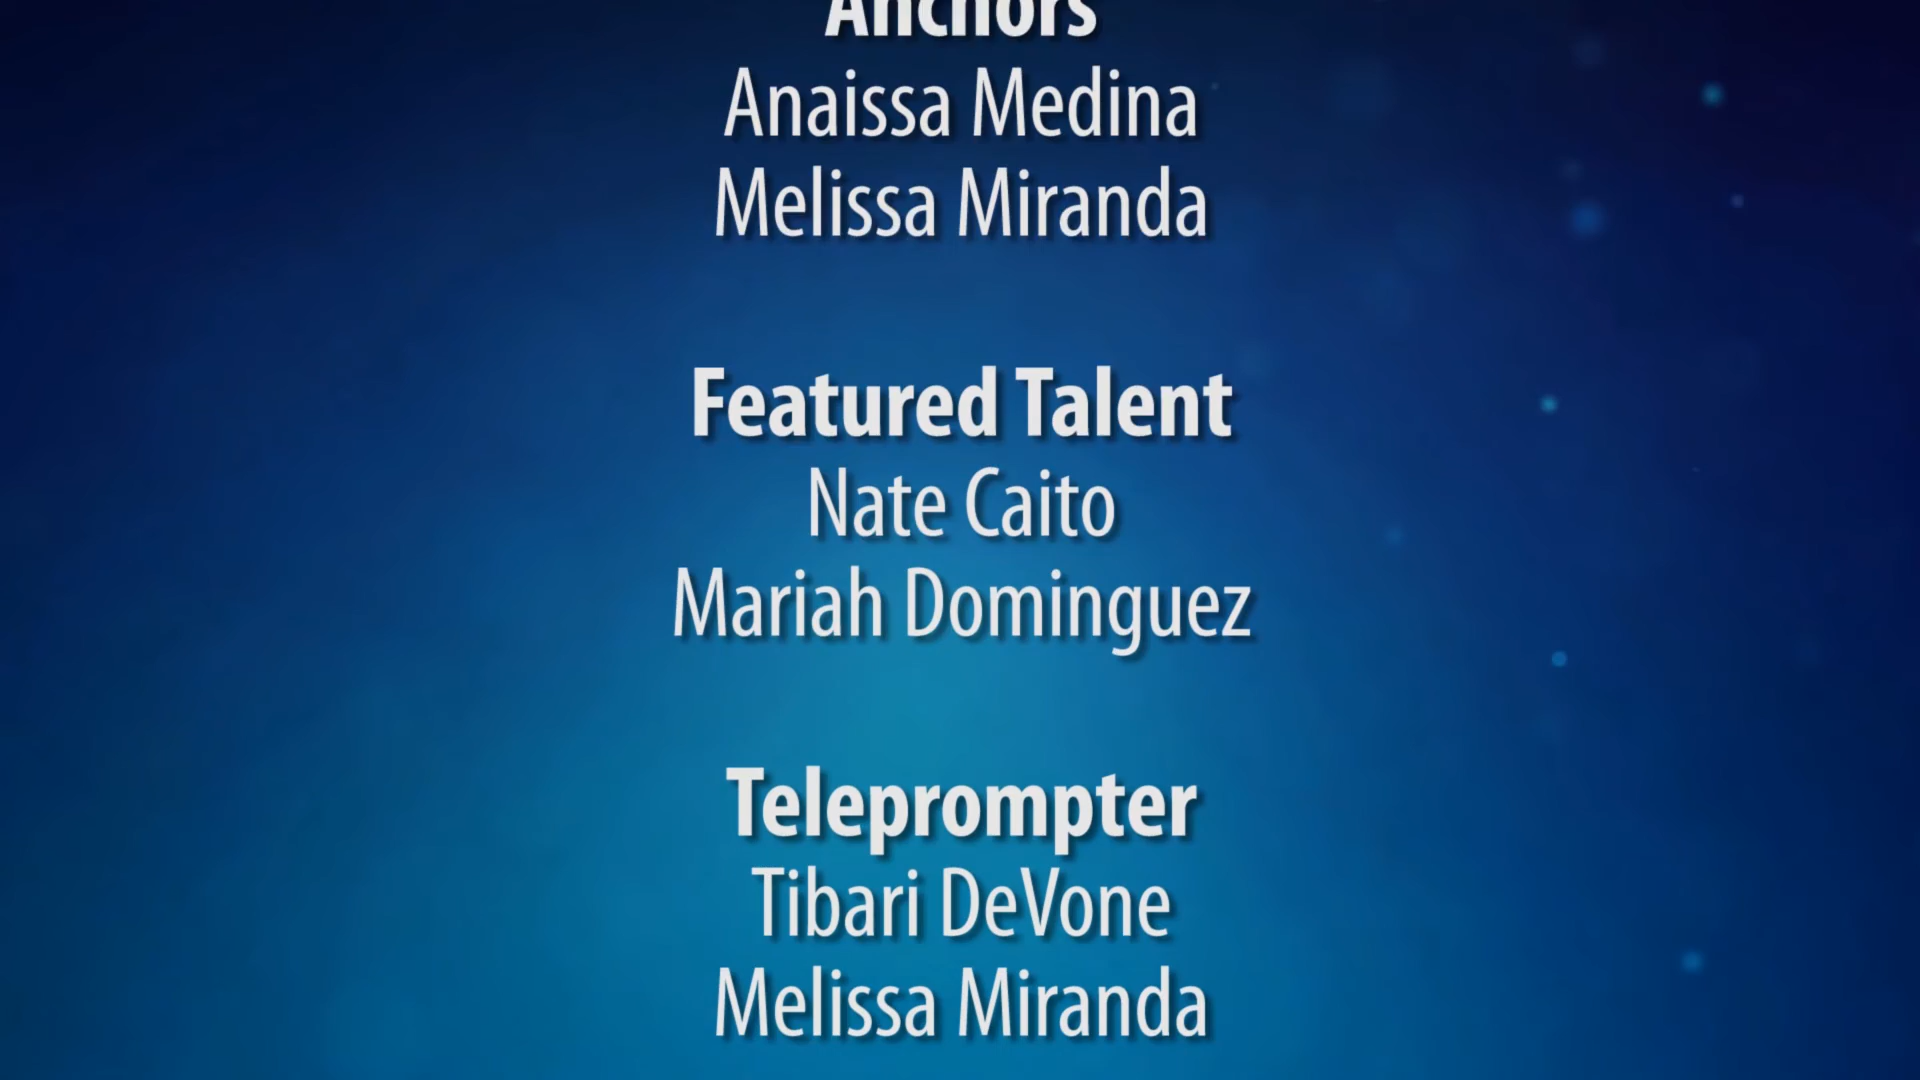 Anchors
Anaissa Medina
Melissa Miranda
Featured Talent
Nate Caito
Mariah Dominguez
Teleprompter
Tibari DeVone
Melissa Miranda